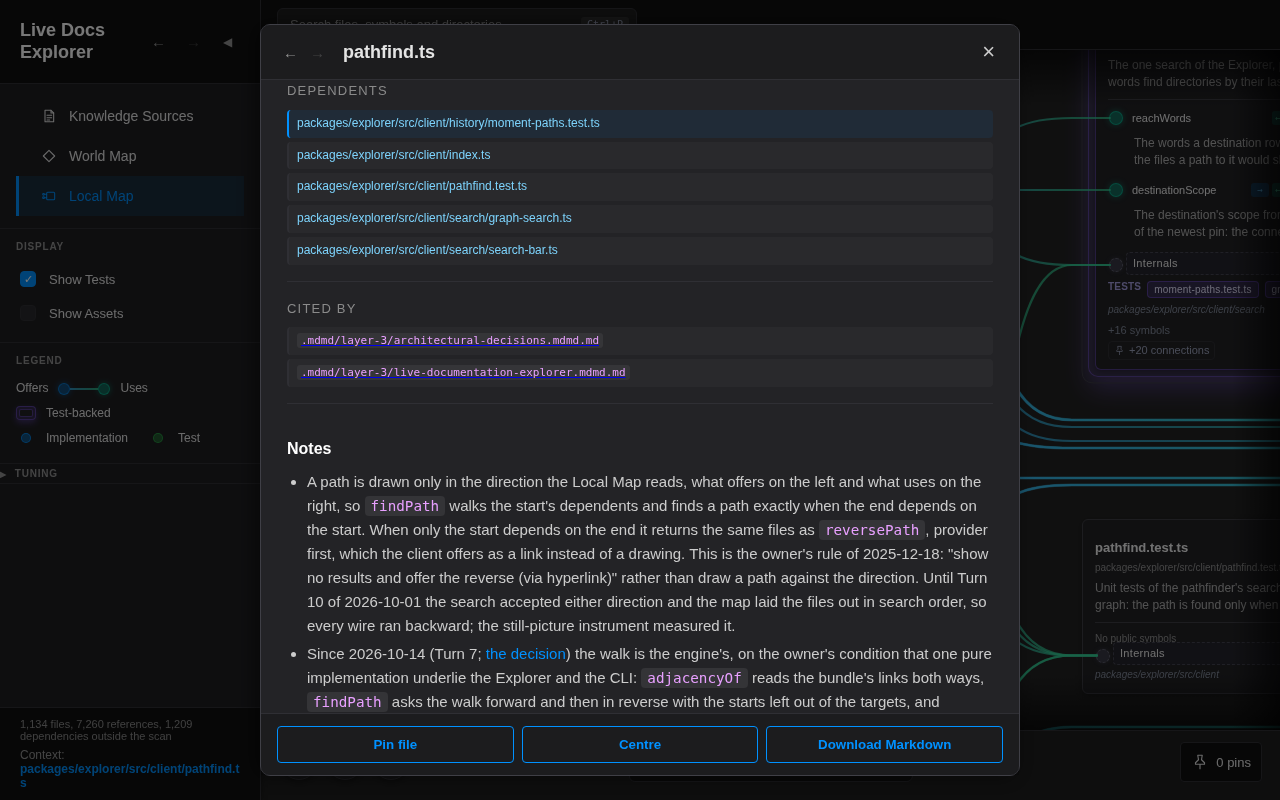 Live Docs
Explorer
Search files, symbols and directories
Ctrl+P
Knowledge Sources
World Map
Local Map
DISPLAY
Show Tests
Show Assets
LEGEND
Offers
Uses
Test-backed
Implementation
Test
TUNING
1,134 files, 7,260 references, 1,209
dependencies outside the scan
Context:
packages/explorer/src/client/pathfind.t
s
pathfind.ts
DEPENDENTS
packages/explorer/src/client/history/moment-paths.test.ts
packages/explorer/src/client/index.ts
packages/explorer/src/client/pathfind.test.ts
packages/explorer/src/client/search/graph-search.ts
packages/explorer/src/client/search/search-bar.ts
CITED BY
.mdmd/layer-3/architectural-decisions.mdmd.md
.mdmd/layer-3/live-documentation-explorer.mdmd.md
Notes
A path is drawn only in the direction the Local Map reads, what offers on the left and what uses on the
right, so findPath walks the start's dependents and finds a path exactly when the end depends on
the start. When only the start depends on the end it returns the same files as reversePath, provider
first, which the client offers as a link instead of a drawing. This is the owner's rule of 2025-12-18: "show
no results and offer the reverse (via hyperlink)" rather than draw a path against the direction. Until Turn
10 of 2026-10-01 the search accepted either direction and the map laid the files out in search order, so
every wire ran backward; the still-picture instrument measured it.
Since 2026-10-14 (Turn 7; the decision) the walk is the engine's, on the owner's condition that one pure
implementation underlie the Explorer and the CLI: adjacencyOf reads the bundle's links both ways,
findPath asks the walk forward and then in reverse with the starts left out of the targets, and
Pin file
Centre
Download Markdown
The one search of the Explorer,
words find directories by their
reachWords
The words a destination
the files a path to it would
destinationScope
The destination's scope
of the newest pin: the
Internals
TESTS
moment-paths.test.ts
packages/explorer/src/client/search
+16 symbols
+20 connections
pathfind.test.ts
packages/explorer/src/client/pathfind.test.
Unit tests of the pathfinder's search
graph: the path is found only when
No public symbols
Internals
packages/explorer/src/client
0 pins